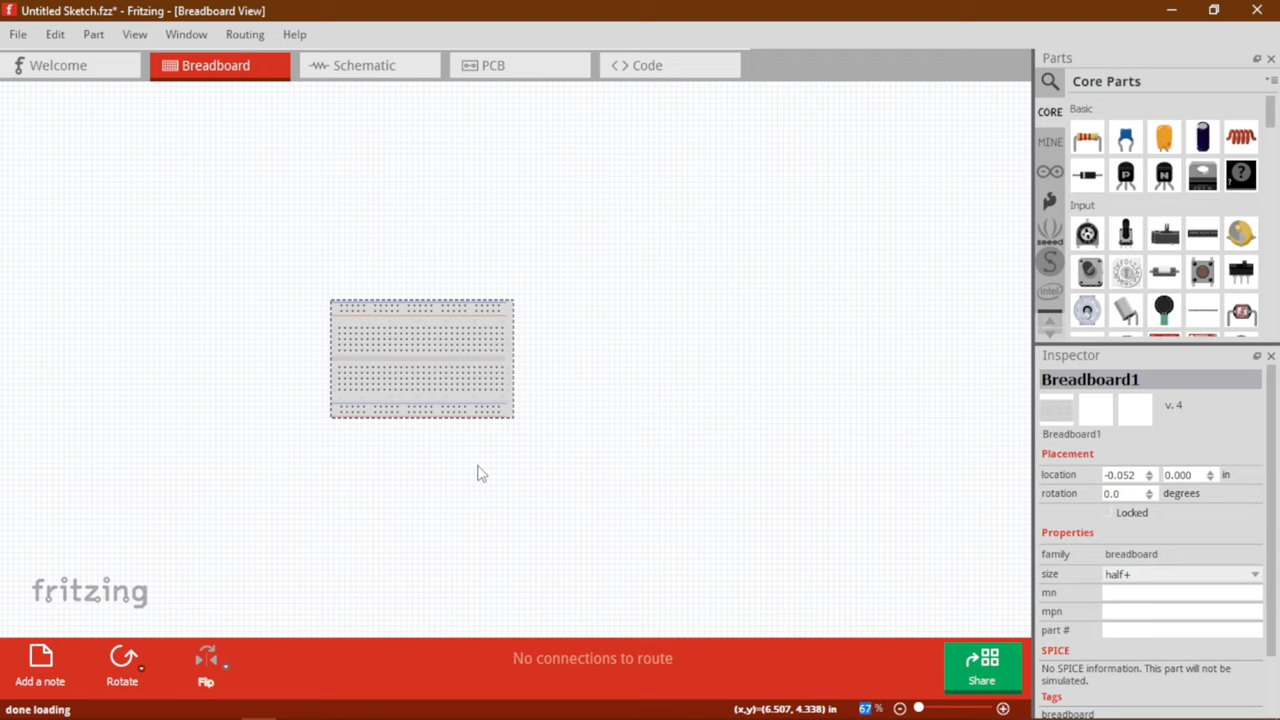 Untitled Sketch.fzz* - Fritzing - [Breadboard View]
File Edit Part View Window Routing Help
Welcome Breadboard Schematic PCB Code
Parts
Core Parts
CORE
Basic
MINE
Input
seeed
intel
Inspector
Breadboard1
v. 4
Breadboard1
Placement
location -0.052 0.000 in
rotation 0.0 degrees
Locked
Properties
family breadboard
size half+
mn
mpn
part #
SPICE
No SPICE information. This part will not be
simulated.
Tags
breadboard
fritzing
Add a note Rotate Flip
No connections to route
Share
done loading
(x,y)=(6.507, 4.338) in 67 %